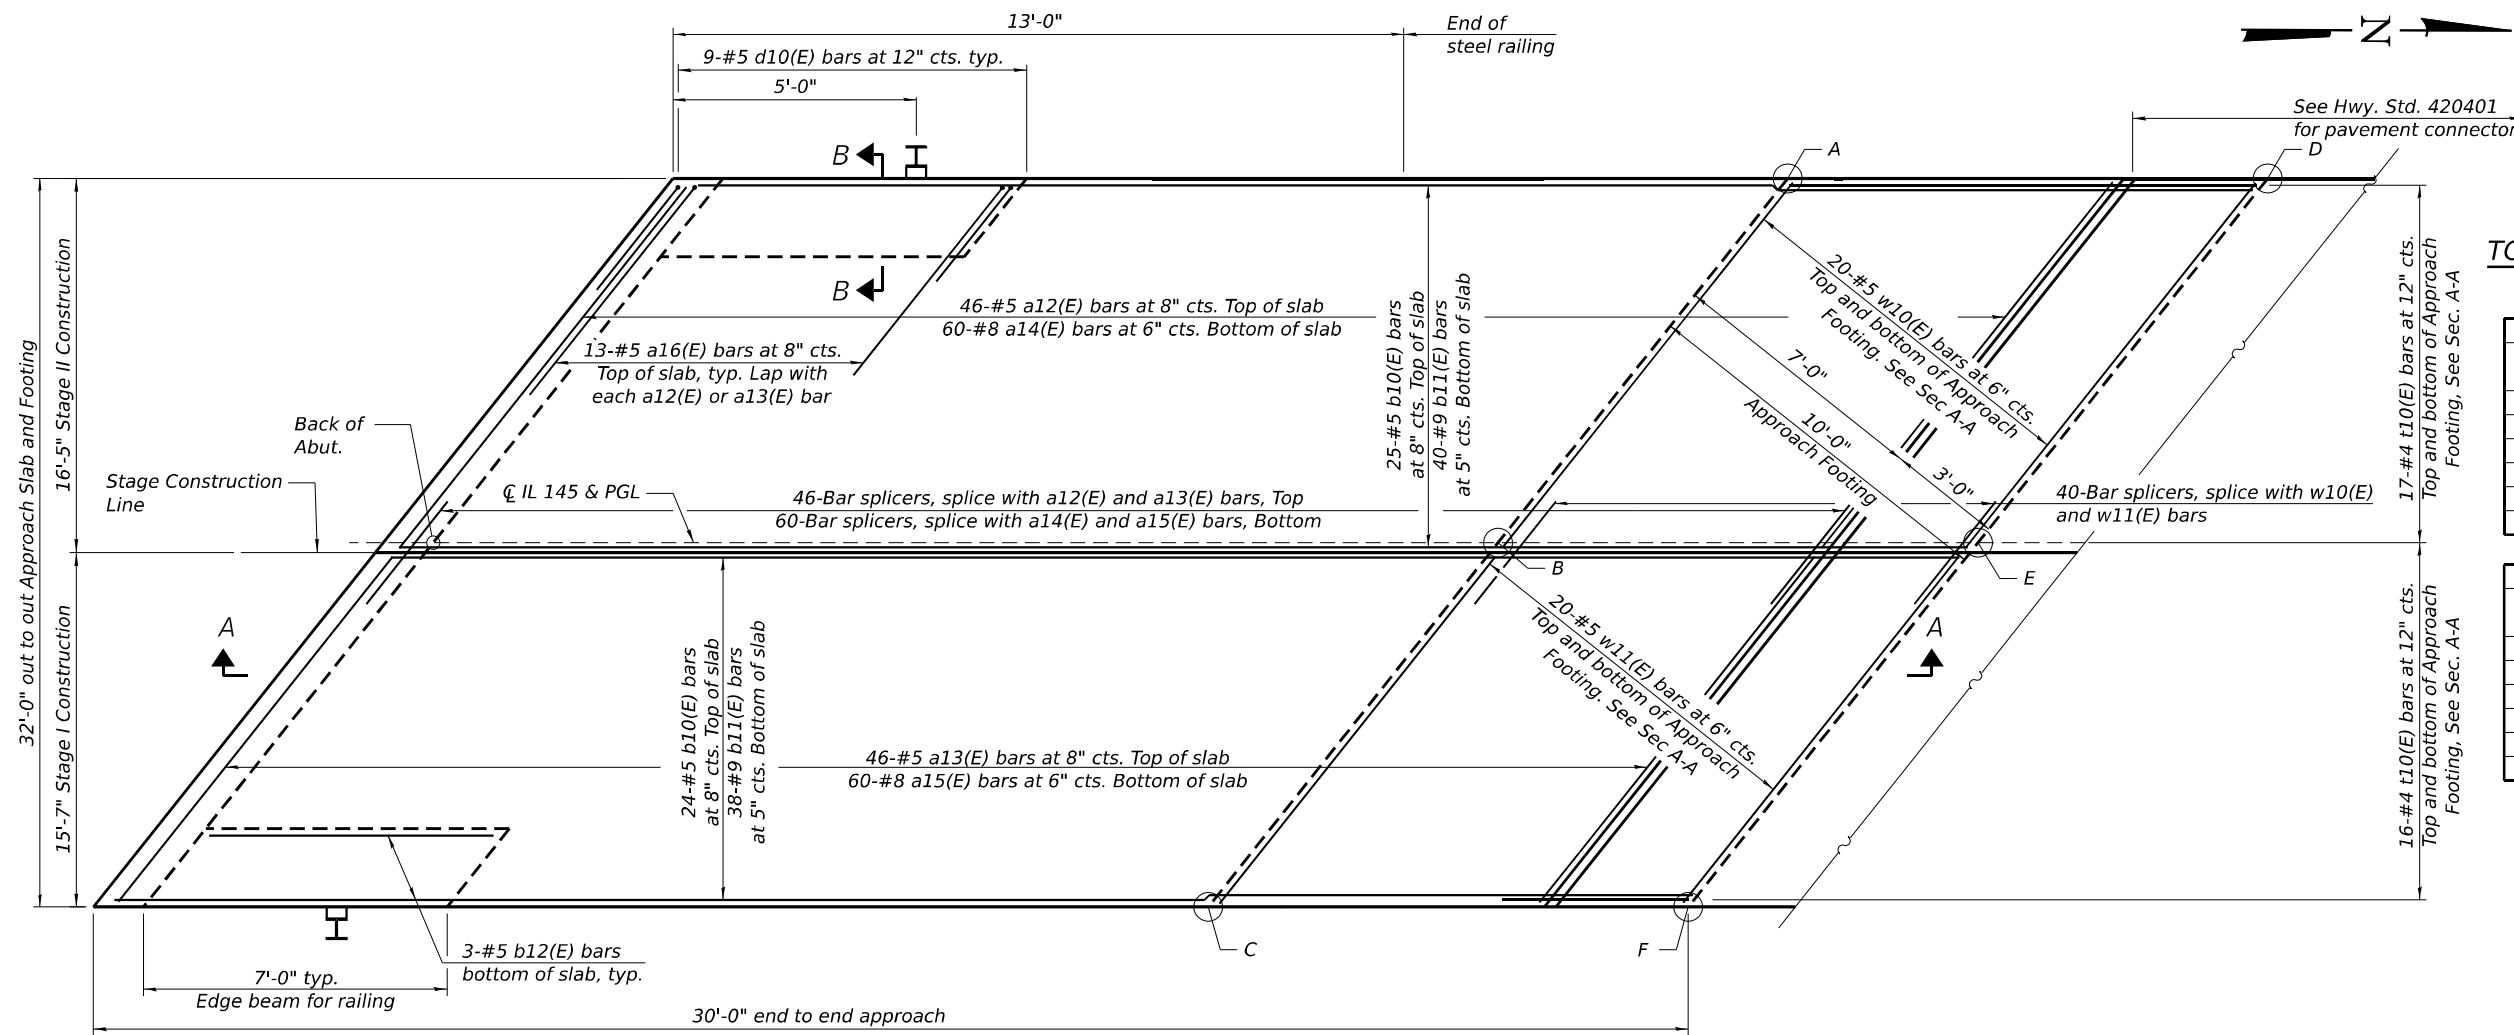 13'-0"
End of
steel railing
N
9-#5 d10(E) bars at 12" cts. typ.
5'-0"
See Hwy. Std. 420401
for pavement connector
B
A
D
B
32'-0" out to out Approach Slab and Footing
16'-5" Stage II Construction
15'-7" Stage I Construction
46-#5 a12(E) bars at 8" cts. Top of slab
60-#8 a14(E) bars at 6" cts. Bottom of slab
13-#5 a16(E) bars at 8" cts.
Top of slab, typ. Lap with
each a12(E) or a13(E) bar
25-#5 b10(E) bars
at 8" cts. Top of slab
40-#9 b11(E) bars
at 5" cts. Bottom of slab
20-#5 w10(E) bars at 6" cts.
Top and bottom of Approach
Footing. See Sec A-A
7'-0"
10'-0"
Approach Footing
3'-0"
17-#4 t10(E) bars at 12" cts.
Top and bottom of Approach
Footing, See Sec. A-A
Back of
Abut.
Stage Construction
Line
℄ IL 145 & PGL
46-Bar splicers, splice with a12(E) and a13(E) bars, Top
60-Bar splicers, splice with a14(E) and a15(E) bars, Bottom
40-Bar splicers, splice with w10(E)
and w11(E) bars
B
E
A
A
24-#5 b10(E) bars
at 8" cts. Top of slab
38-#9 b11(E) bars
at 5" cts. Bottom of slab
20-#5 w11(E) bars at 6" cts.
Top and bottom of Approach
Footing. See Sec A-A
16-#4 t10(E) bars at 12" cts.
Top and bottom of Approach
Footing, See Sec. A-A
46-#5 a13(E) bars at 8" cts. Top of slab
60-#8 a15(E) bars at 6" cts. Bottom of slab
C
F
3-#5 b12(E) bars
bottom of slab, typ.
7'-0" typ.
Edge beam for railing
30'-0" end to end approach